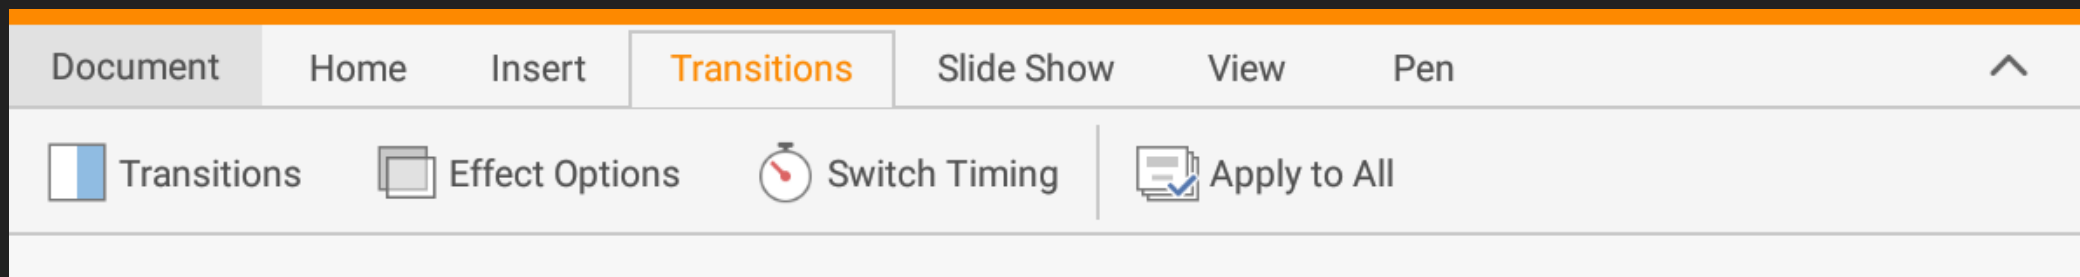 Document Home Insert Transitions Slide Show View Pen
Transitions Effect Options Switch Timing Apply to All